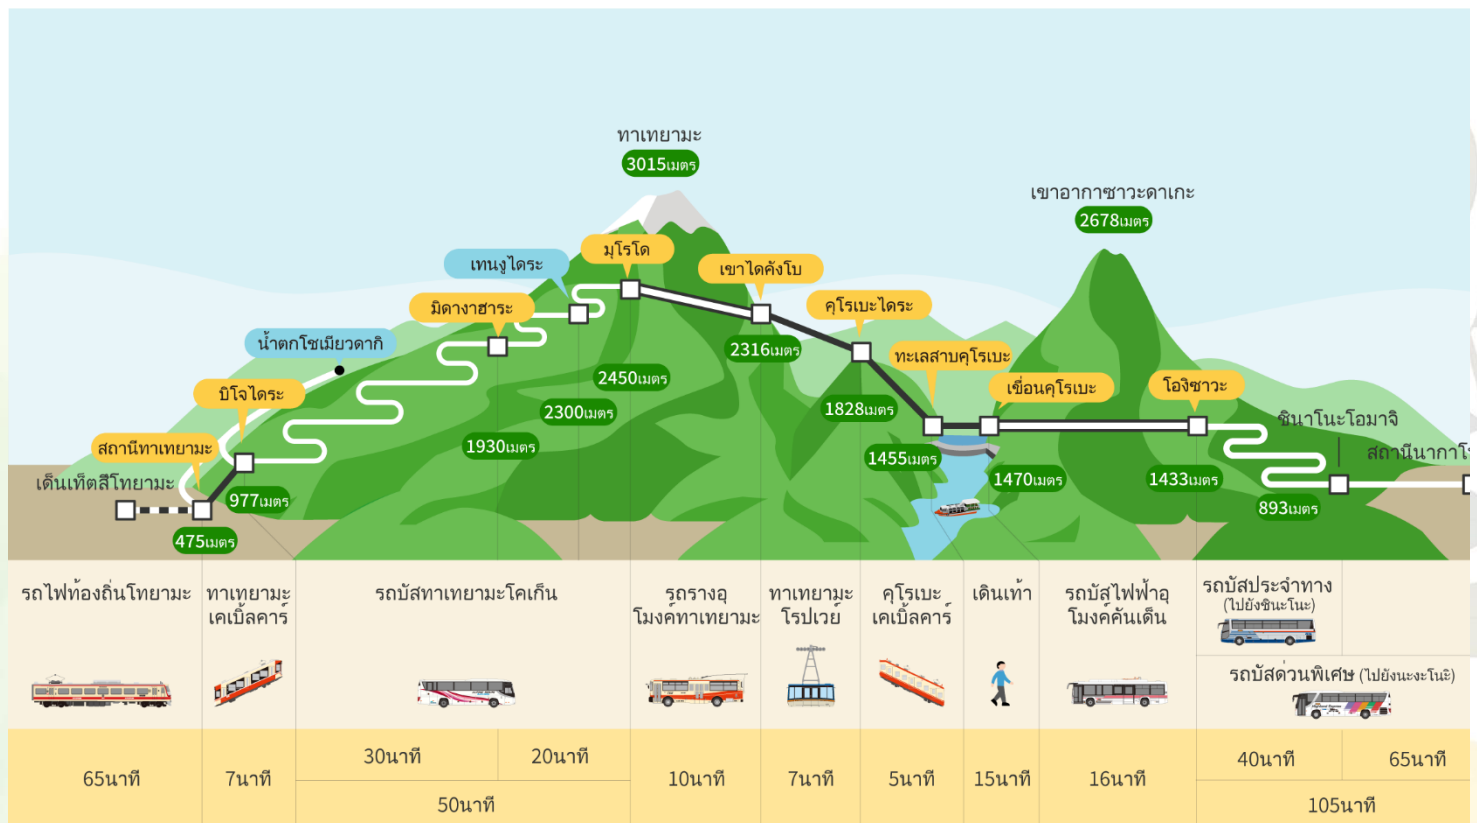 ทาเทยามะ
3015เมตร
เขาอากาซาวะดาเกะ
2678เมตร
มุโรโด
เทนงูไดระ
เขาไดคังโบ
มิดางาฮาระ
คุโรเบะไดระ
น้ำตกโชเมียวดากิ
2316เมตร
ทะเลสาบคุโรเบะ
2450เมตร
บิโจไดระ
เขื่อนคุโรเบะ
โอกิซาวะ
2300เมตร
1828เมตร
ชินาโนะโอมาจิ
สถานีทาเทยามะ
1930เมตร
1455เมตร
สถานีนากาโ
เด็นเท็ตสึโทยามะ
977เมตร
1470เมตร
1433เมตร
893เมตร
475เมตร
รถไฟท้องถิ่นโทยามะ
ทาเทยามะ
เคเบิ้ลคาร์
รถบัสทาเทยามะโคเก็น
รถรางอุ
โมงค์ทาเทยามะ
ทาเทยามะ
โรปเวย์
คุโรเบะ
เคเบิ้ลคาร์
เดินเท้า
รถบัสไฟฟ้าอุ
โมงค์คันเด็น
รถบัสประจำทาง
(ไปยังชินะโนะ)
รถบัสด่วนพิเศษ (ไปยังนะงะโนะ)
65นาที
7นาที
30นาที
20นาที
50นาที
10นาที
7นาที
5นาที
15นาที
16นาที
40นาที
65นาที
105นาที